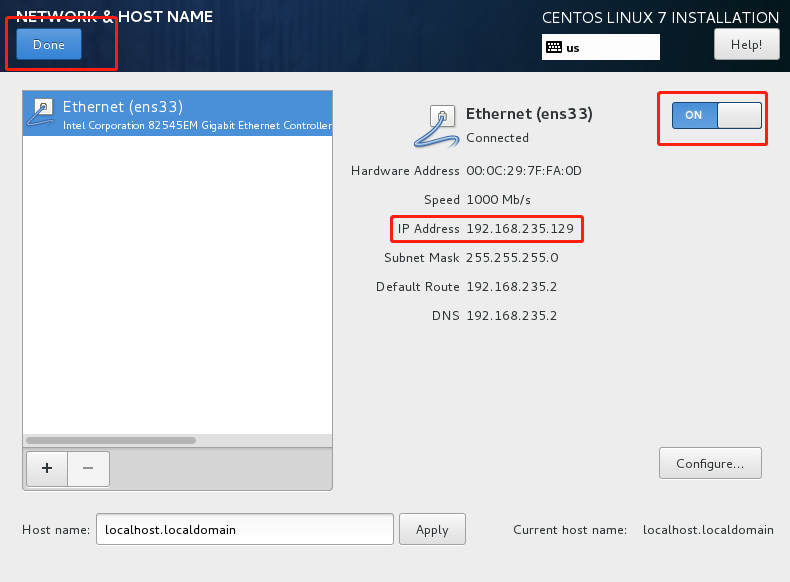 NETWORK & HOST NAME
CENTOS LINUX 7 INSTALLATION
Done
us
Help!
Ethernet (ens33)
Intel Corporation 82545EM Gigabit Ethernet Controller
Ethernet (ens33)
Connected
ON
Hardware Address 00:0C:29:7F:FA:0D
Speed 1000 Mb/s
IP Address 192.168.235.129
Subnet Mask 255.255.255.0
Default Route 192.168.235.2
DNS 192.168.235.2
+ −
Configure...
Host name: localhost.localdomain Apply Current host name: localhost.localdomain